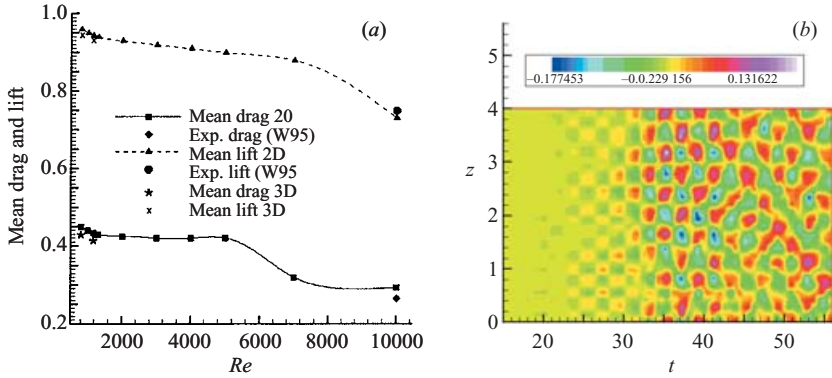 (a)
Mean drag and lift
1.0
0.8
0.6
0.4
0.2
Mean drag 20
Exp. drag (W95)
Mean lift 2D
Exp. lift (W95
Mean drag 3D
Mean lift 3D
2000 4000 6000 8000 10000
Re
(b)
–0.177453 –0.0.229 156 0.131622
z
5
4
3
2
1
0
20 30 40 50
t